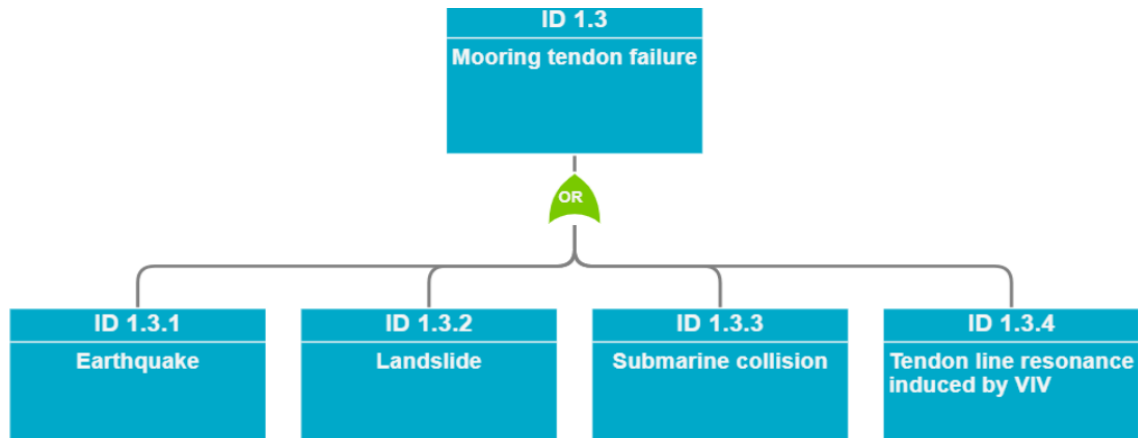 ID 1.3
Mooring tendon failure
OR
ID 1.3.1
Earthquake
ID 1.3.2
Landslide
ID 1.3.3
Submarine collision
ID 1.3.4
Tendon line resonance
induced by VIV